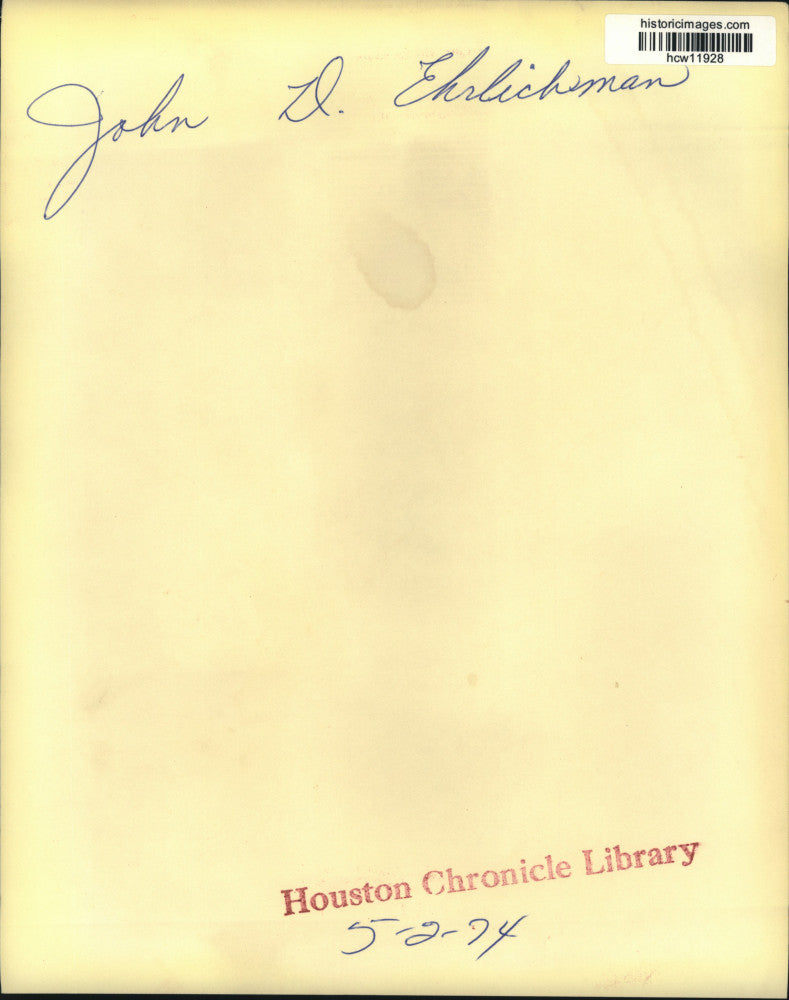 historicimages.com
hcw11928
John D. Ehrlichman
Houston Chronicle Library
5-2-74